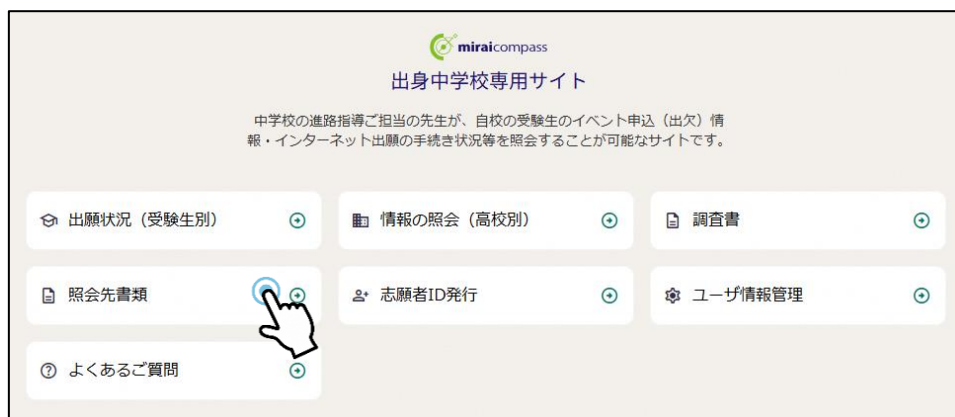 miraicompass
出身中学校専用サイト
中学校の進路指導ご担当の先生が、自校の受験生のイベント申込（出欠）情
報・インターネット出願の手続き状況等を照会することが可能なサイトです。
出願状況（受験生別）
情報の照会（高校別）
調査書
照会先書類
志願者ID発行
ユーザ情報管理
よくあるご質問